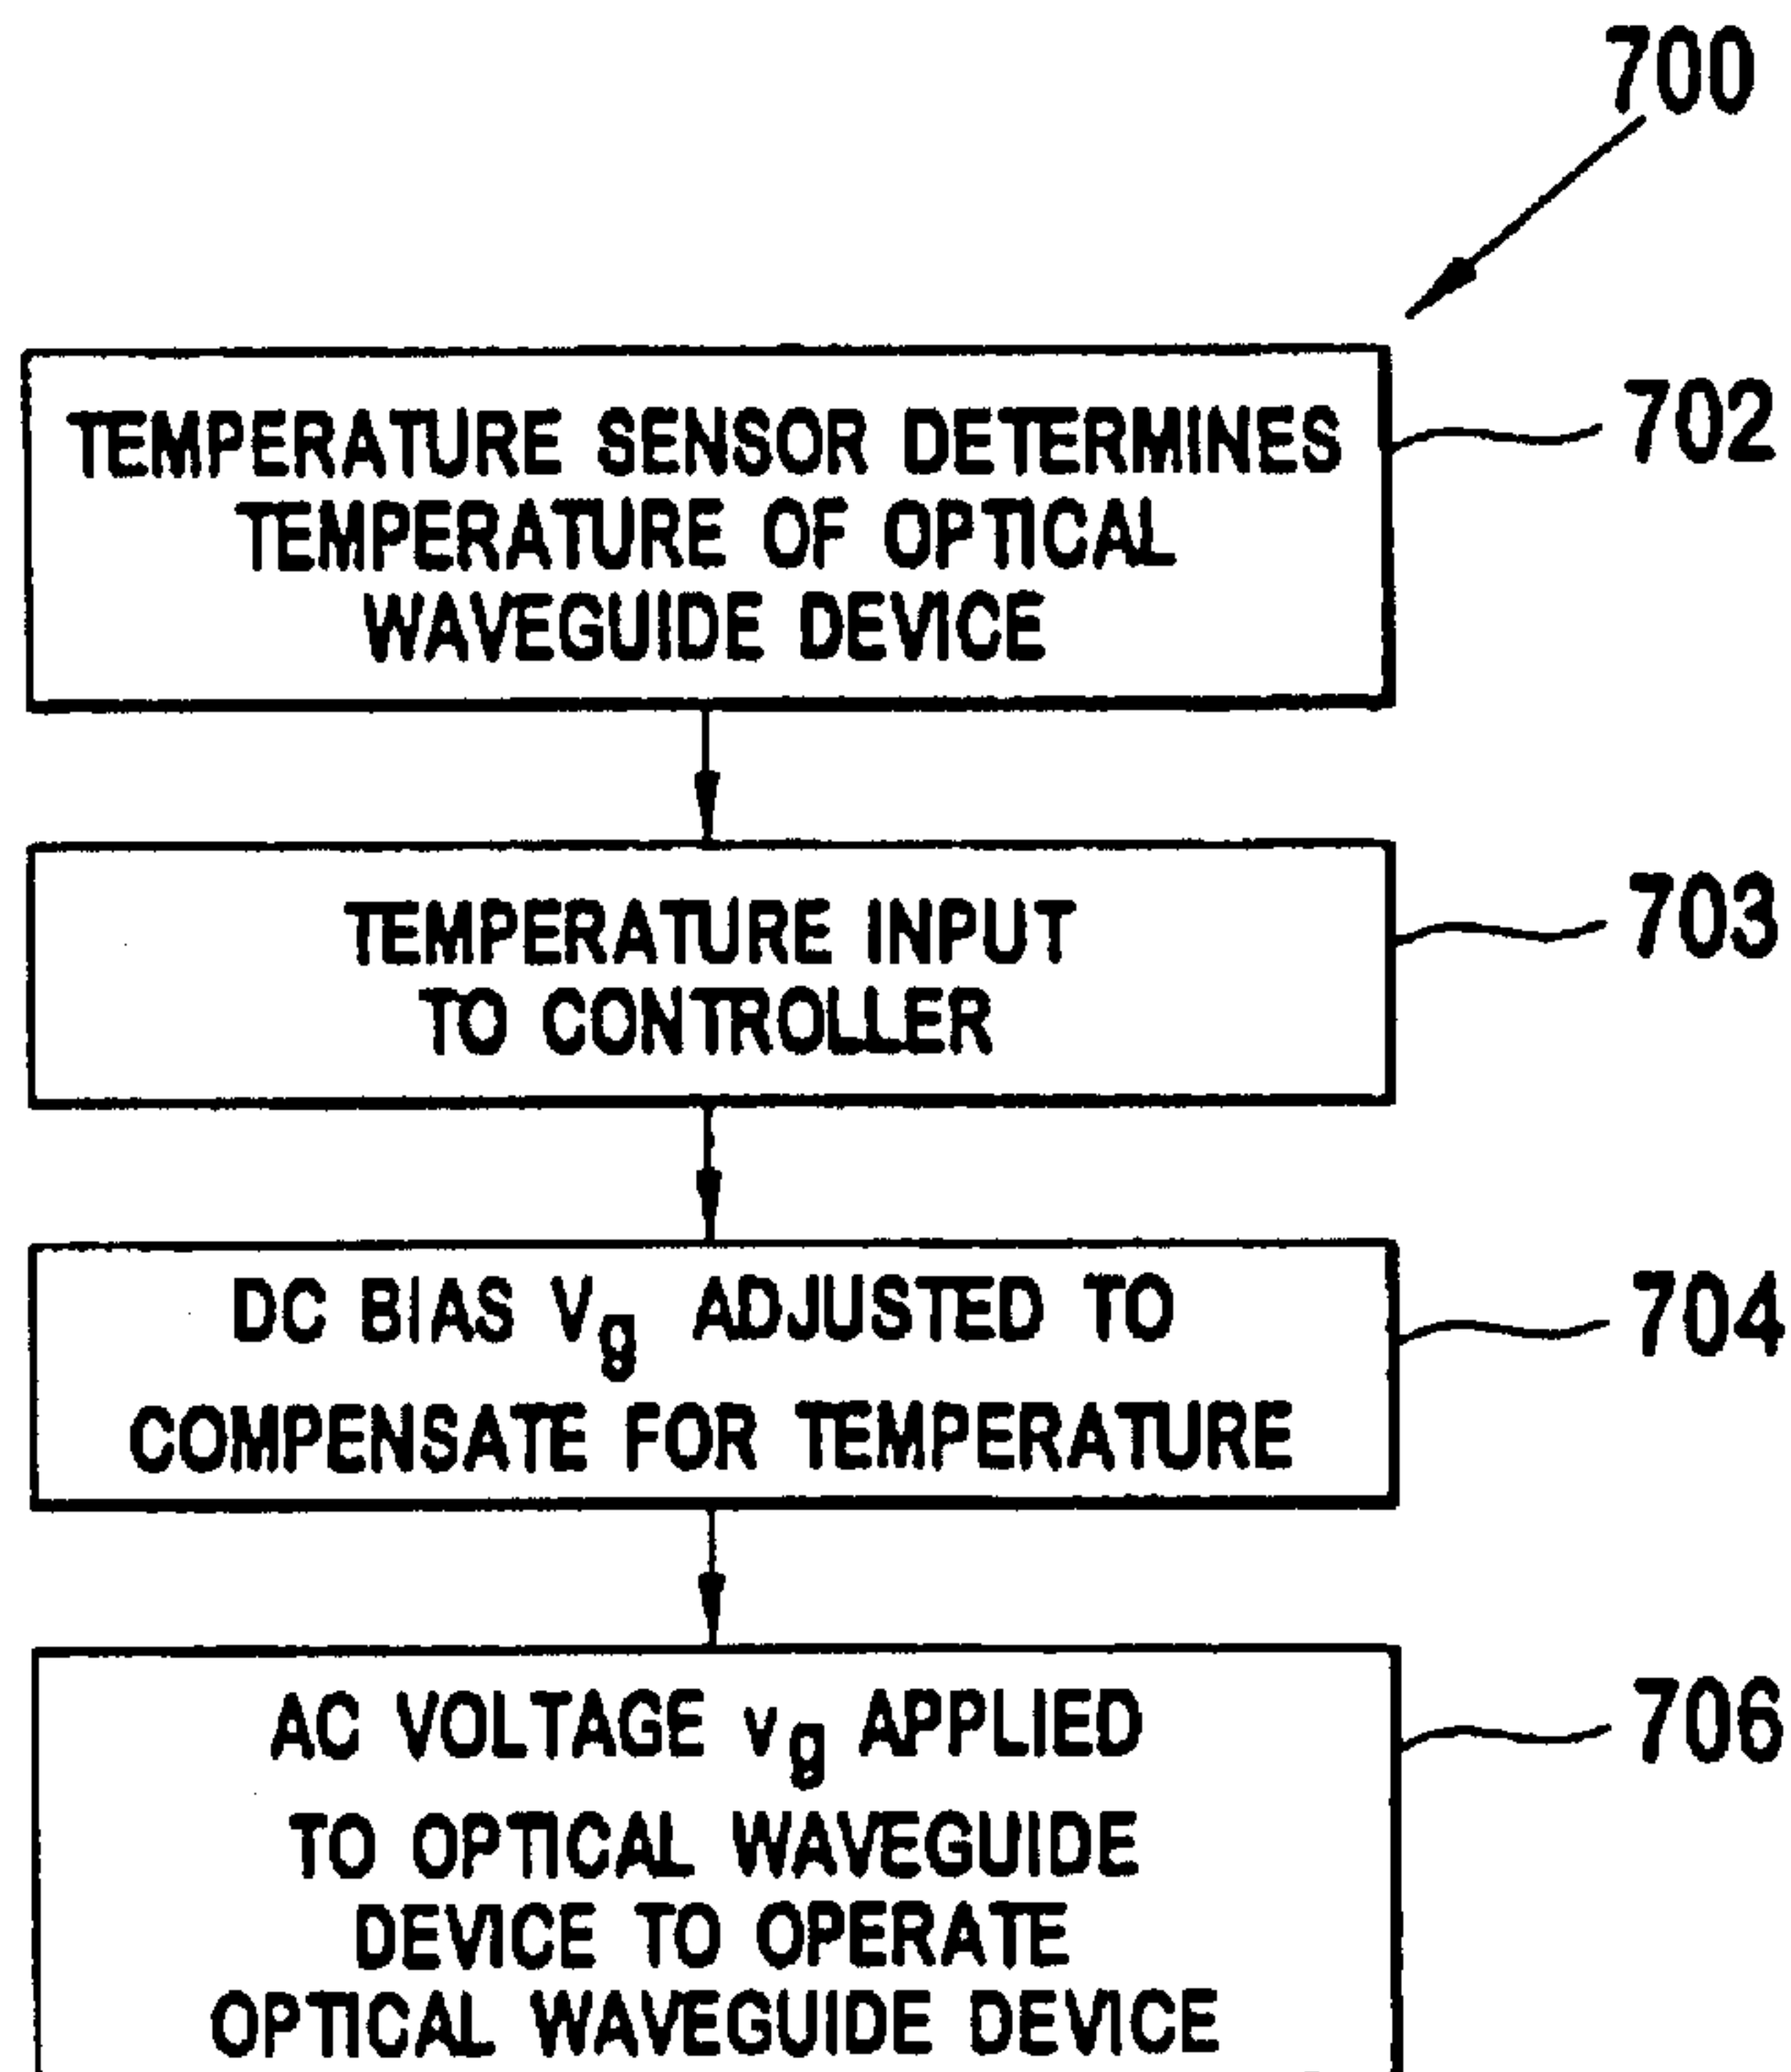 700
TEMPERATURE SENSOR DETERMINES
TEMPERATURE OF OPTICAL
WAVEGUIDE DEVICE
702
TEMPERATURE INPUT
TO CONTROLLER
703
DC BIAS Vg ADJUSTED TO
COMPENSATE FOR TEMPERATURE
704
AC VOLTAGE vg APPLIED
TO OPTICAL WAVEGUIDE
DEVICE TO OPERATE
OPTICAL WAVEGUIDE DEVICE
706